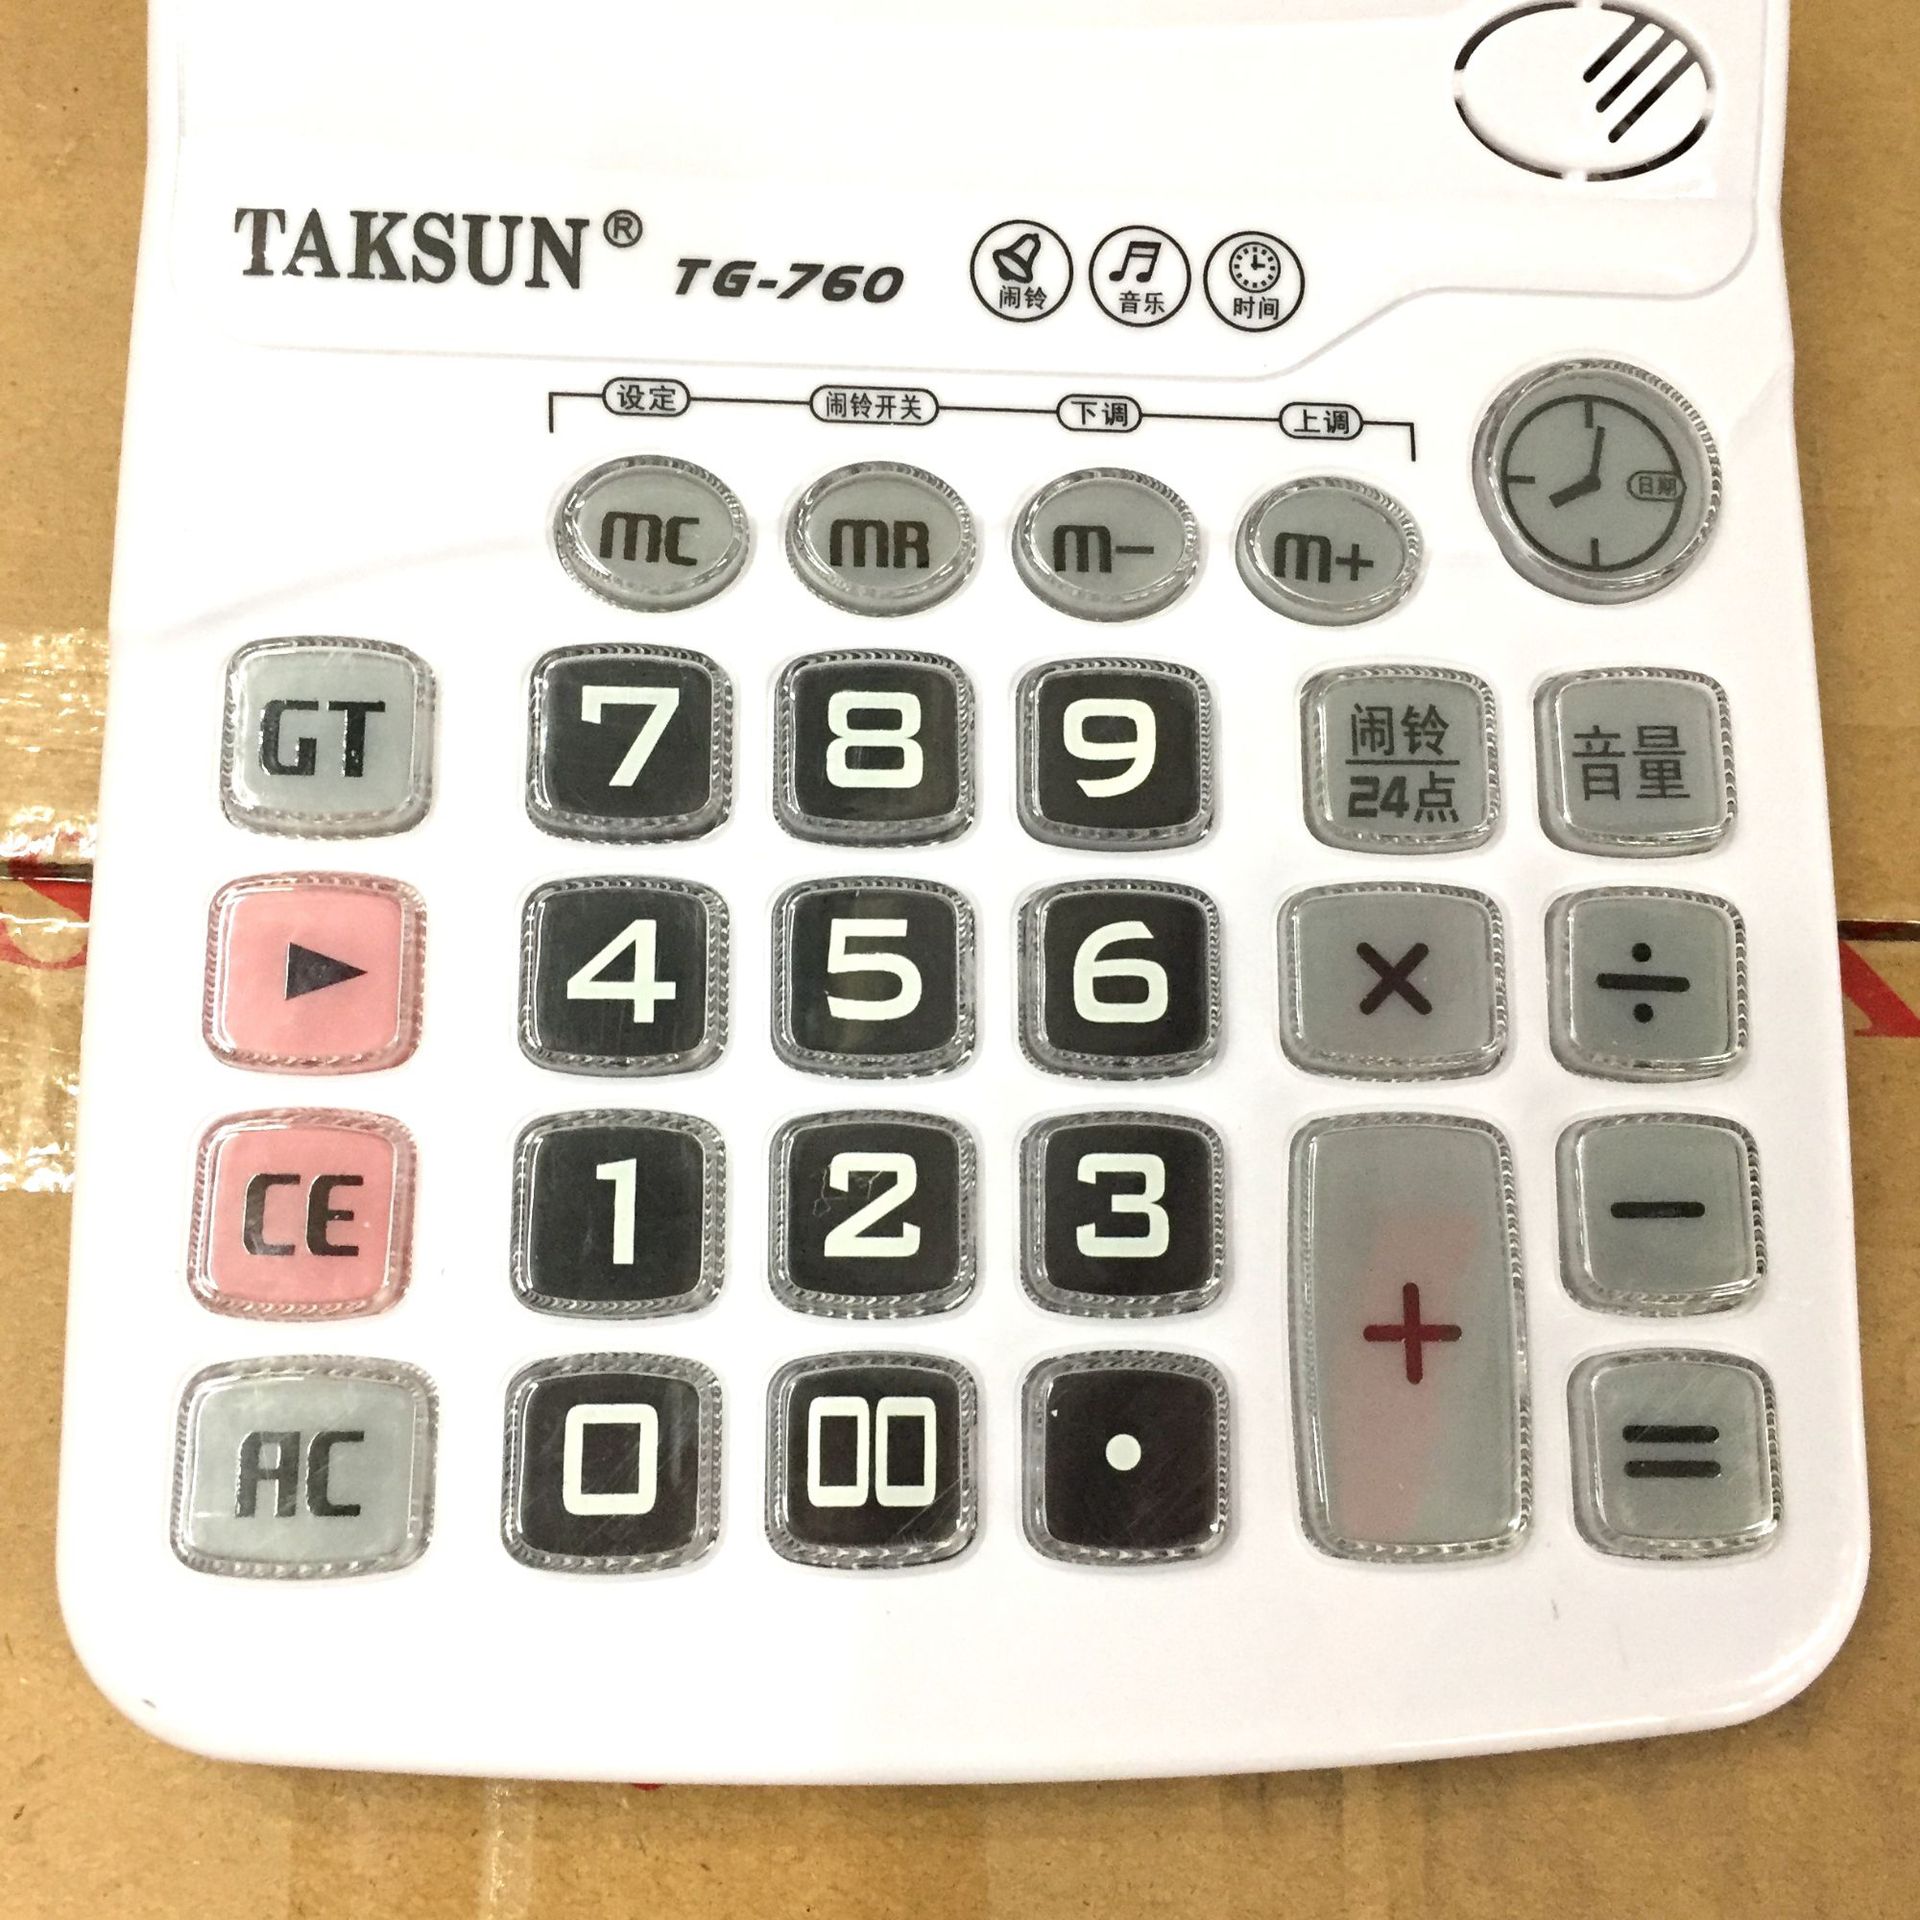 TAKSUN® TG-760
闹铃 音乐 时间
设定 闹铃开关 下调 上调
MC MR M− M+ 日期
GT 7 8 9 闹铃 音量
24点
▶ 4 5 6 × ÷
CE 1 2 3 −
+
AC 0 00 · =